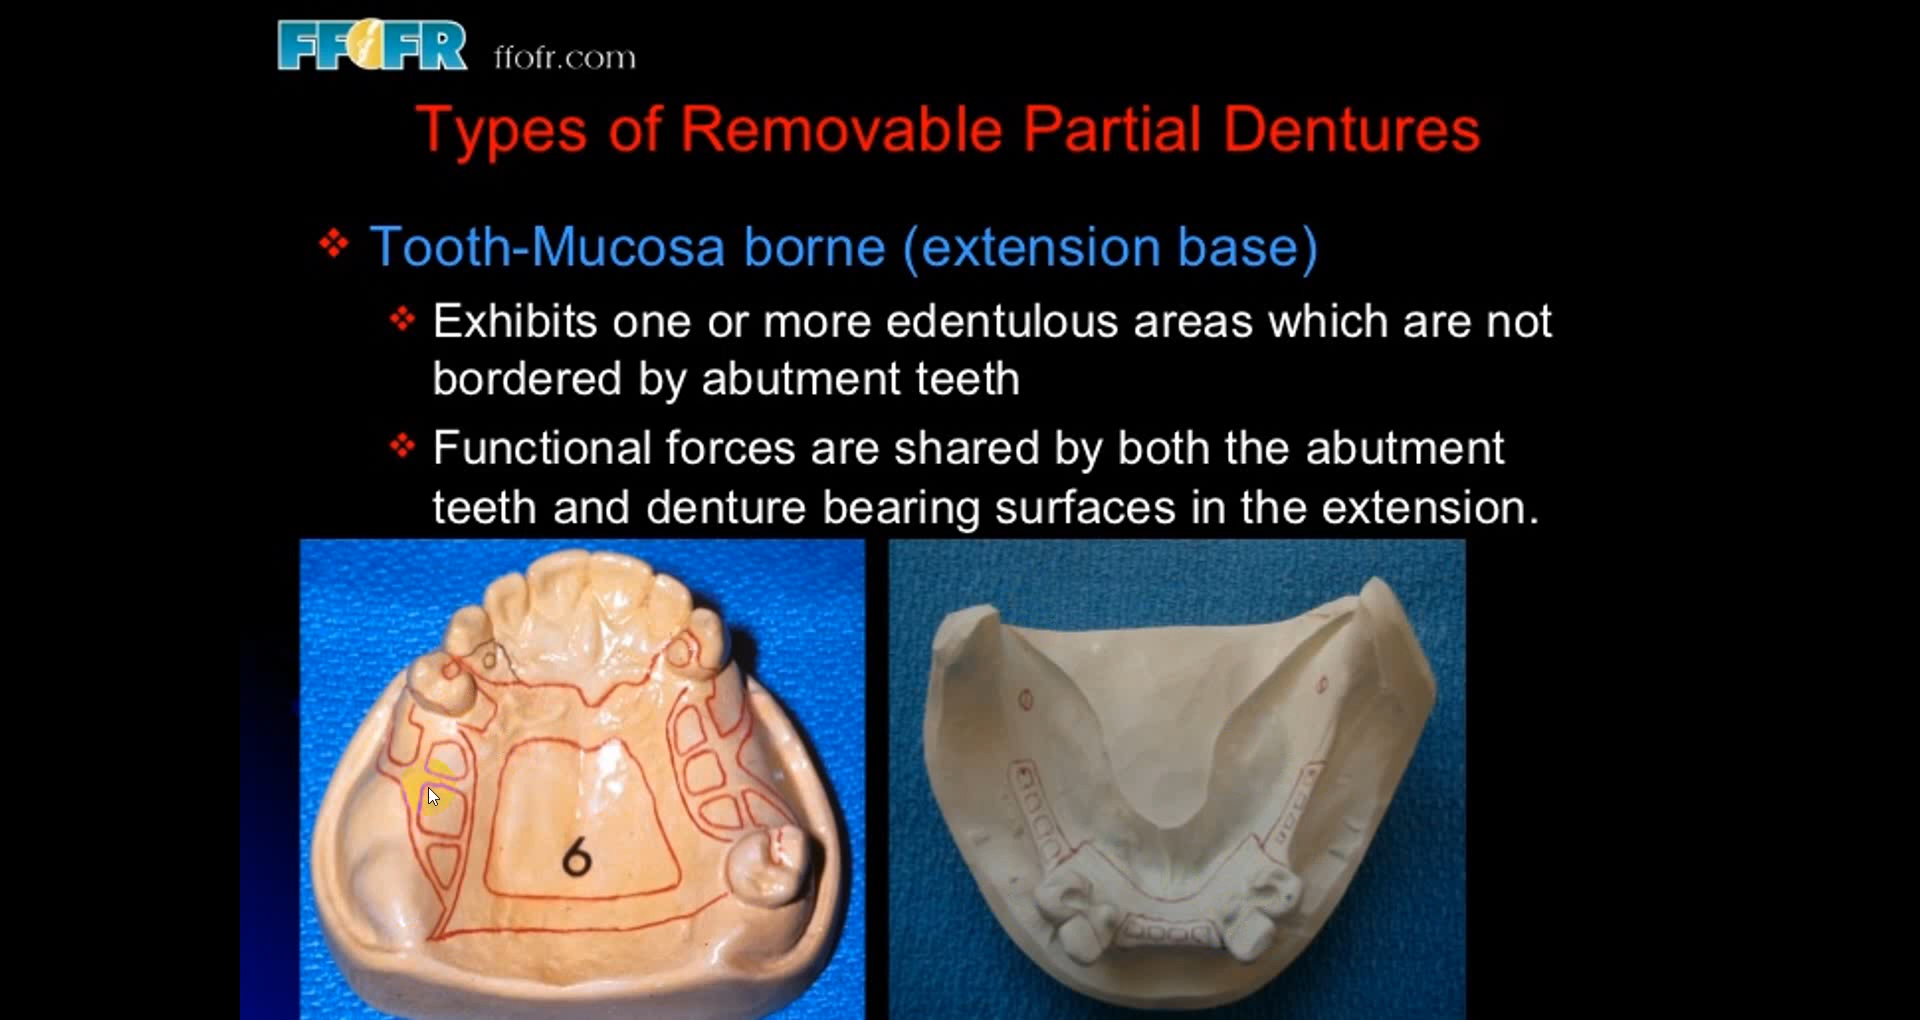 FFOFR ffofr.com
Types of Removable Partial Dentures
Tooth-Mucosa borne (extension base)
Exhibits one or more edentulous areas which are not
bordered by abutment teeth
Functional forces are shared by both the abutment
teeth and denture bearing surfaces in the extension.
6